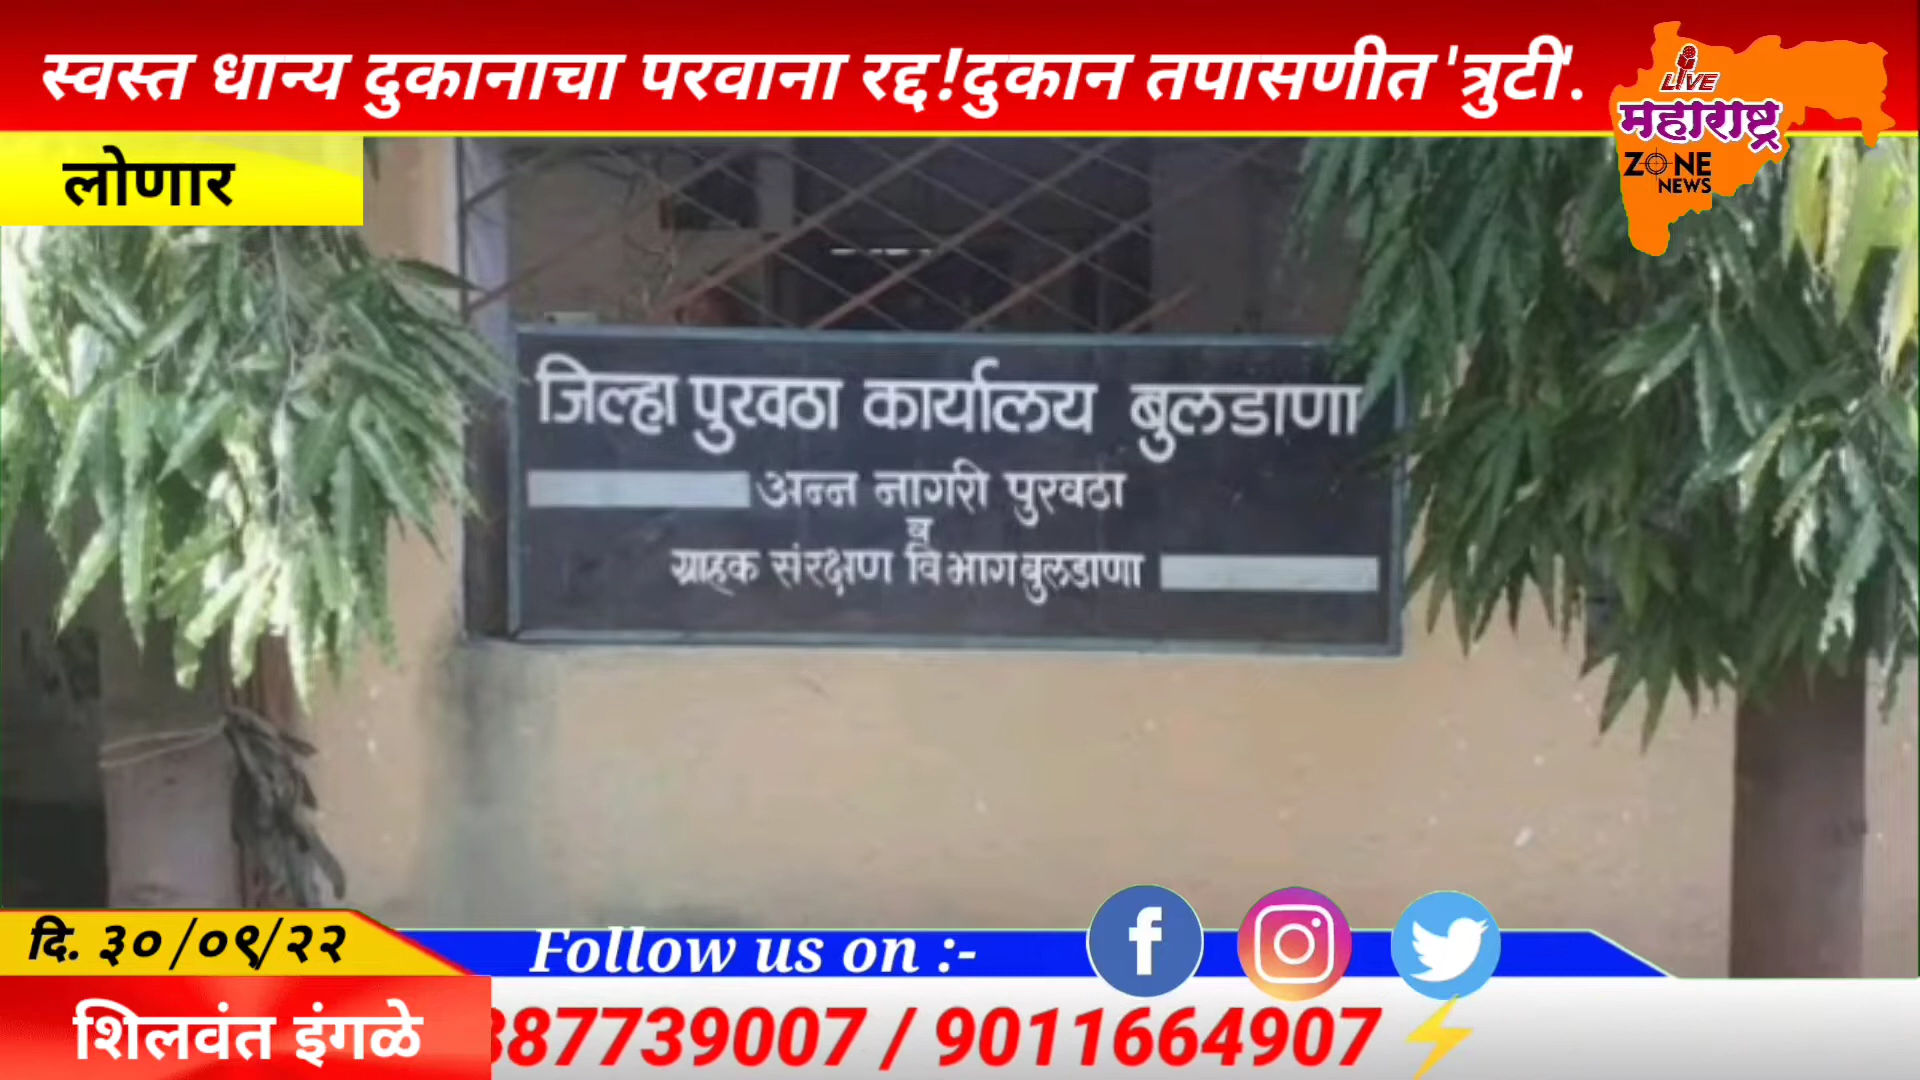 स्वस्त धान्य दुकानाचा परवाना रद्द!दुकान तपासणीत 'त्रुटी'.
LIVE
महाराष्ट्र
ZONE
NEWS
लोणार
जिल्हा पुरवठा कार्यालय बुलडाणा
अन्न नागरी पुरवठा
व
ग्राहक संरक्षण विभाग बुलडाणा
दि. ३०/०९/२२
Follow us on :-
शिलवंत इंगळे
887739007 / 9011664907